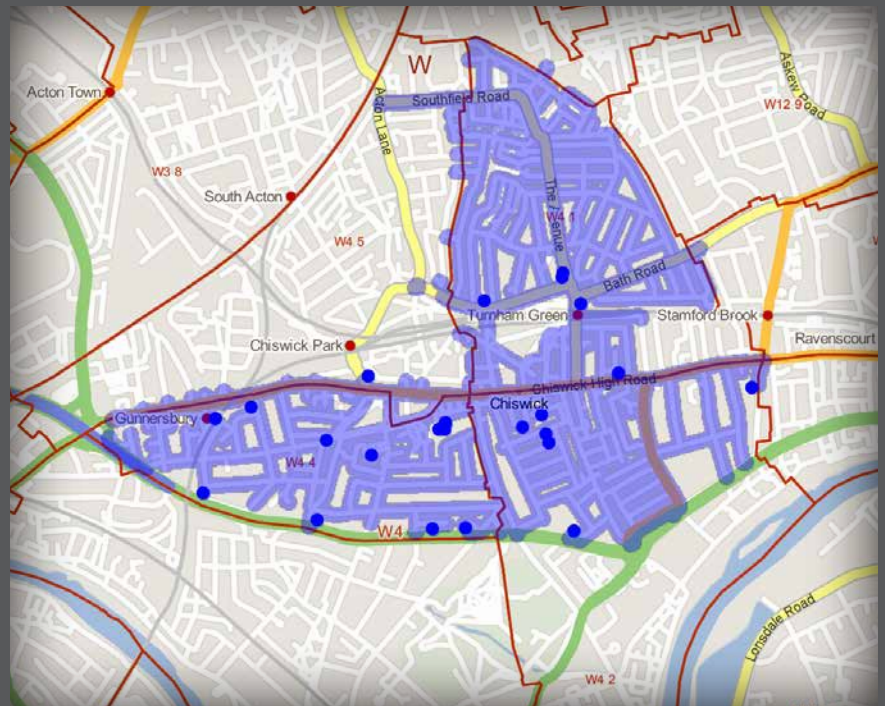 W
Acton Town
Askew Road
Southfield Road
W12 9
Acton Lane
W3 8
South Acton
The Avenue
W4 1
W4 5
Bath Road
Turnham Green
Stamford Brook
Ravenscourt
Chiswick Park
Chiswick High Road
Chiswick
Gunnersbury
W4 4
W4
Lonsdale Road
W4 2